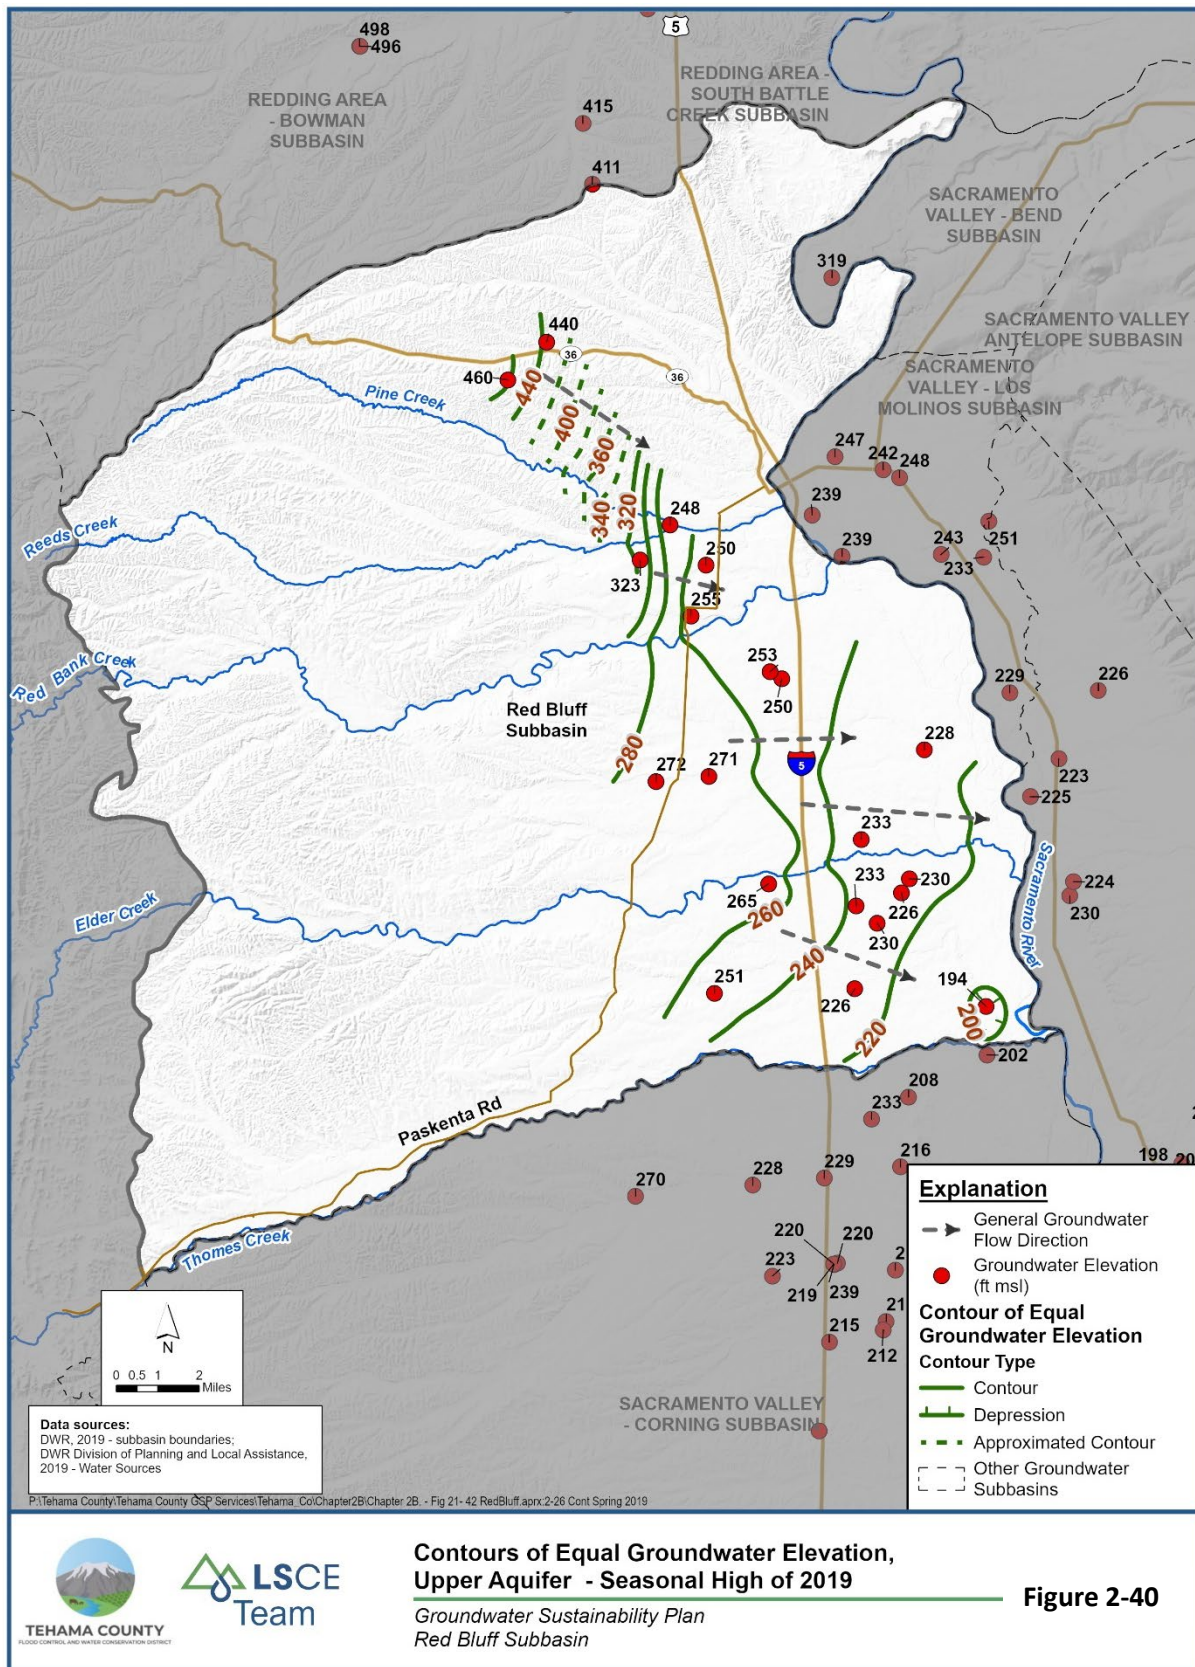 5
498
496
REDDING AREA -
SOUTH BATTLE
CREEK SUBBASIN
REDDING AREA
- BOWMAN
SUBBASIN
415
411
SACRAMENTO
VALLEY - BEND
SUBBASIN
319
SACRAMENTO VALLEY
ANTELOPE SUBBASIN
SACRAMENTO
VALLEY - LOS
MOLINOS SUBBASIN
440
36
36
460
440
Pine Creek
400
360
340
320
247
242
248
239
248
Reeds Creek
239
243
251
233
250
323
255
253
250
Red Bank Creek
229
226
Red Bluff
Subbasin
280
228
272
271
5
223
225
233
265
233
230
226
224
230
Elder Creek
260
230
Sacramento River
251
240
226
194
200
220
202
Paskenta Rd
208
233
216
198
20
270
228
229
Thomes Creek
220
220
223
219
239
2
21
215
212
SACRAMENTO VALLEY
- CORNING SUBBASIN
N
0 0.5 1 2
Miles
Explanation
General Groundwater
Flow Direction
Groundwater Elevation
(ft msl)
Contour of Equal
Groundwater Elevation
Contour Type
Contour
Depression
Approximated Contour
Other Groundwater
Subbasins
Data sources:
DWR, 2019 - subbasin boundaries;
DWR Division of Planning and Local Assistance,
2019 - Water Sources
P:\Tehama County\Tehama County GSP Services\Tehama_Co\Chapter2B\Chapter 2B. - Fig 21- 42 RedBluff.aprx:2-26 Cont Spring 2019
TEHAMA COUNTY
FLOOD CONTROL AND WATER CONSERVATION DISTRICT
LSCE
Team
Contours of Equal Groundwater Elevation,
Upper Aquifer - Seasonal High of 2019
Groundwater Sustainability Plan
Red Bluff Subbasin
Figure 2-40